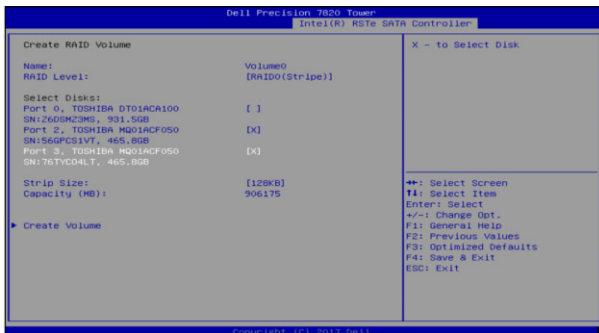 Dell Precision 7820 Tower
Intel(R) RSTe SATA Controller
Create RAID Volume
Name: Volume0
RAID Level: [RAID0(Stripe)]
Select Disks:
Port 0, TOSHIBA DT01ACA100 [ ]
SN:26DSMZ3MS, 931.5GB
Port 2, TOSHIBA MQ01ACF050 [X]
SN:56GPCS1VT, 465.8GB
Port 3, TOSHIBA MQ01ACF050 [X]
SN:76TYCO4LT, 465.8GB
Strip Size: [128KB]
Capacity (MB): 906175
▶ Create Volume
X - to Select Disk
→←: Select Screen
↑↓: Select Item
Enter: Select
+/-: Change Opt.
F1: General Help
F2: Previous Values
F3: Optimized Defaults
F4: Save & Exit
ESC: Exit
Copyright (C) 2017 Dell